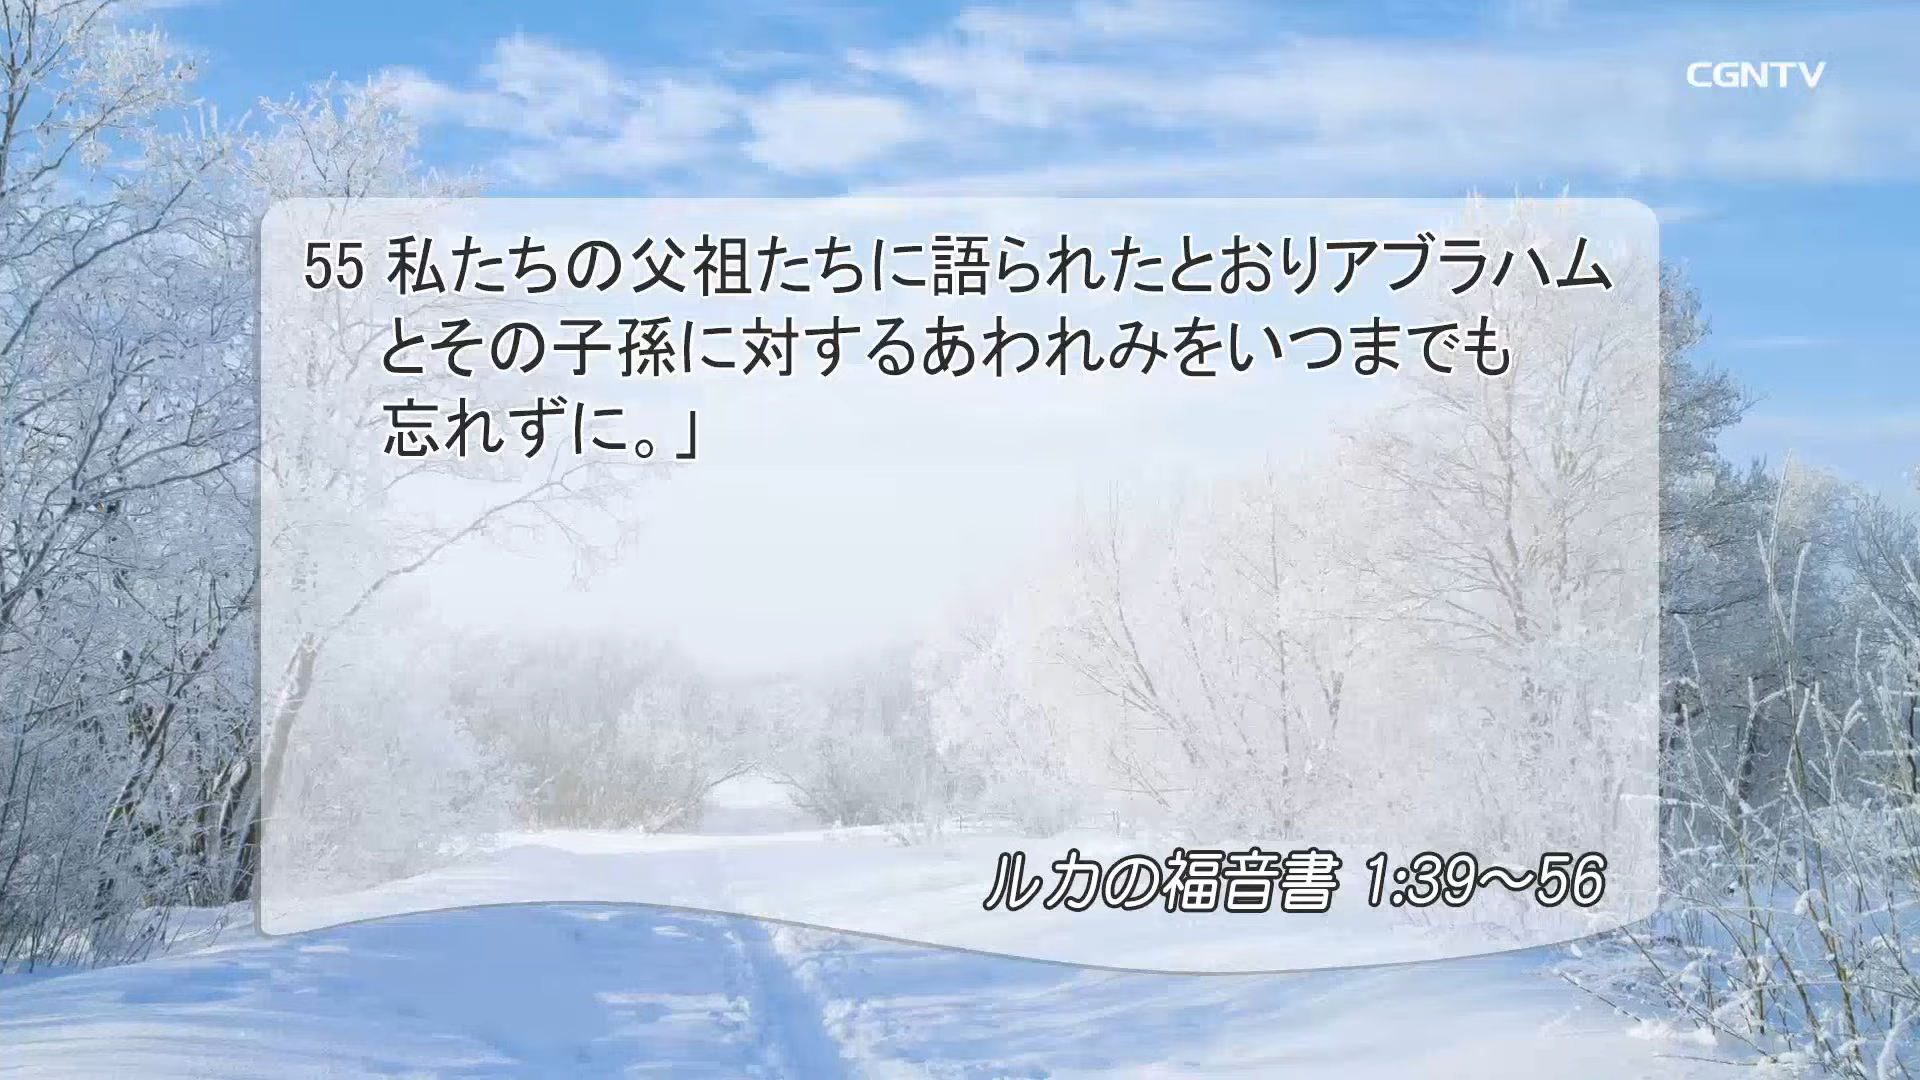 CGNTV
55 私たちの父祖たちに語られたとおりアブラハム
とその子孫に対するあわれみをいつまでも
忘れずに。」
ルカの福音書 1:39～56